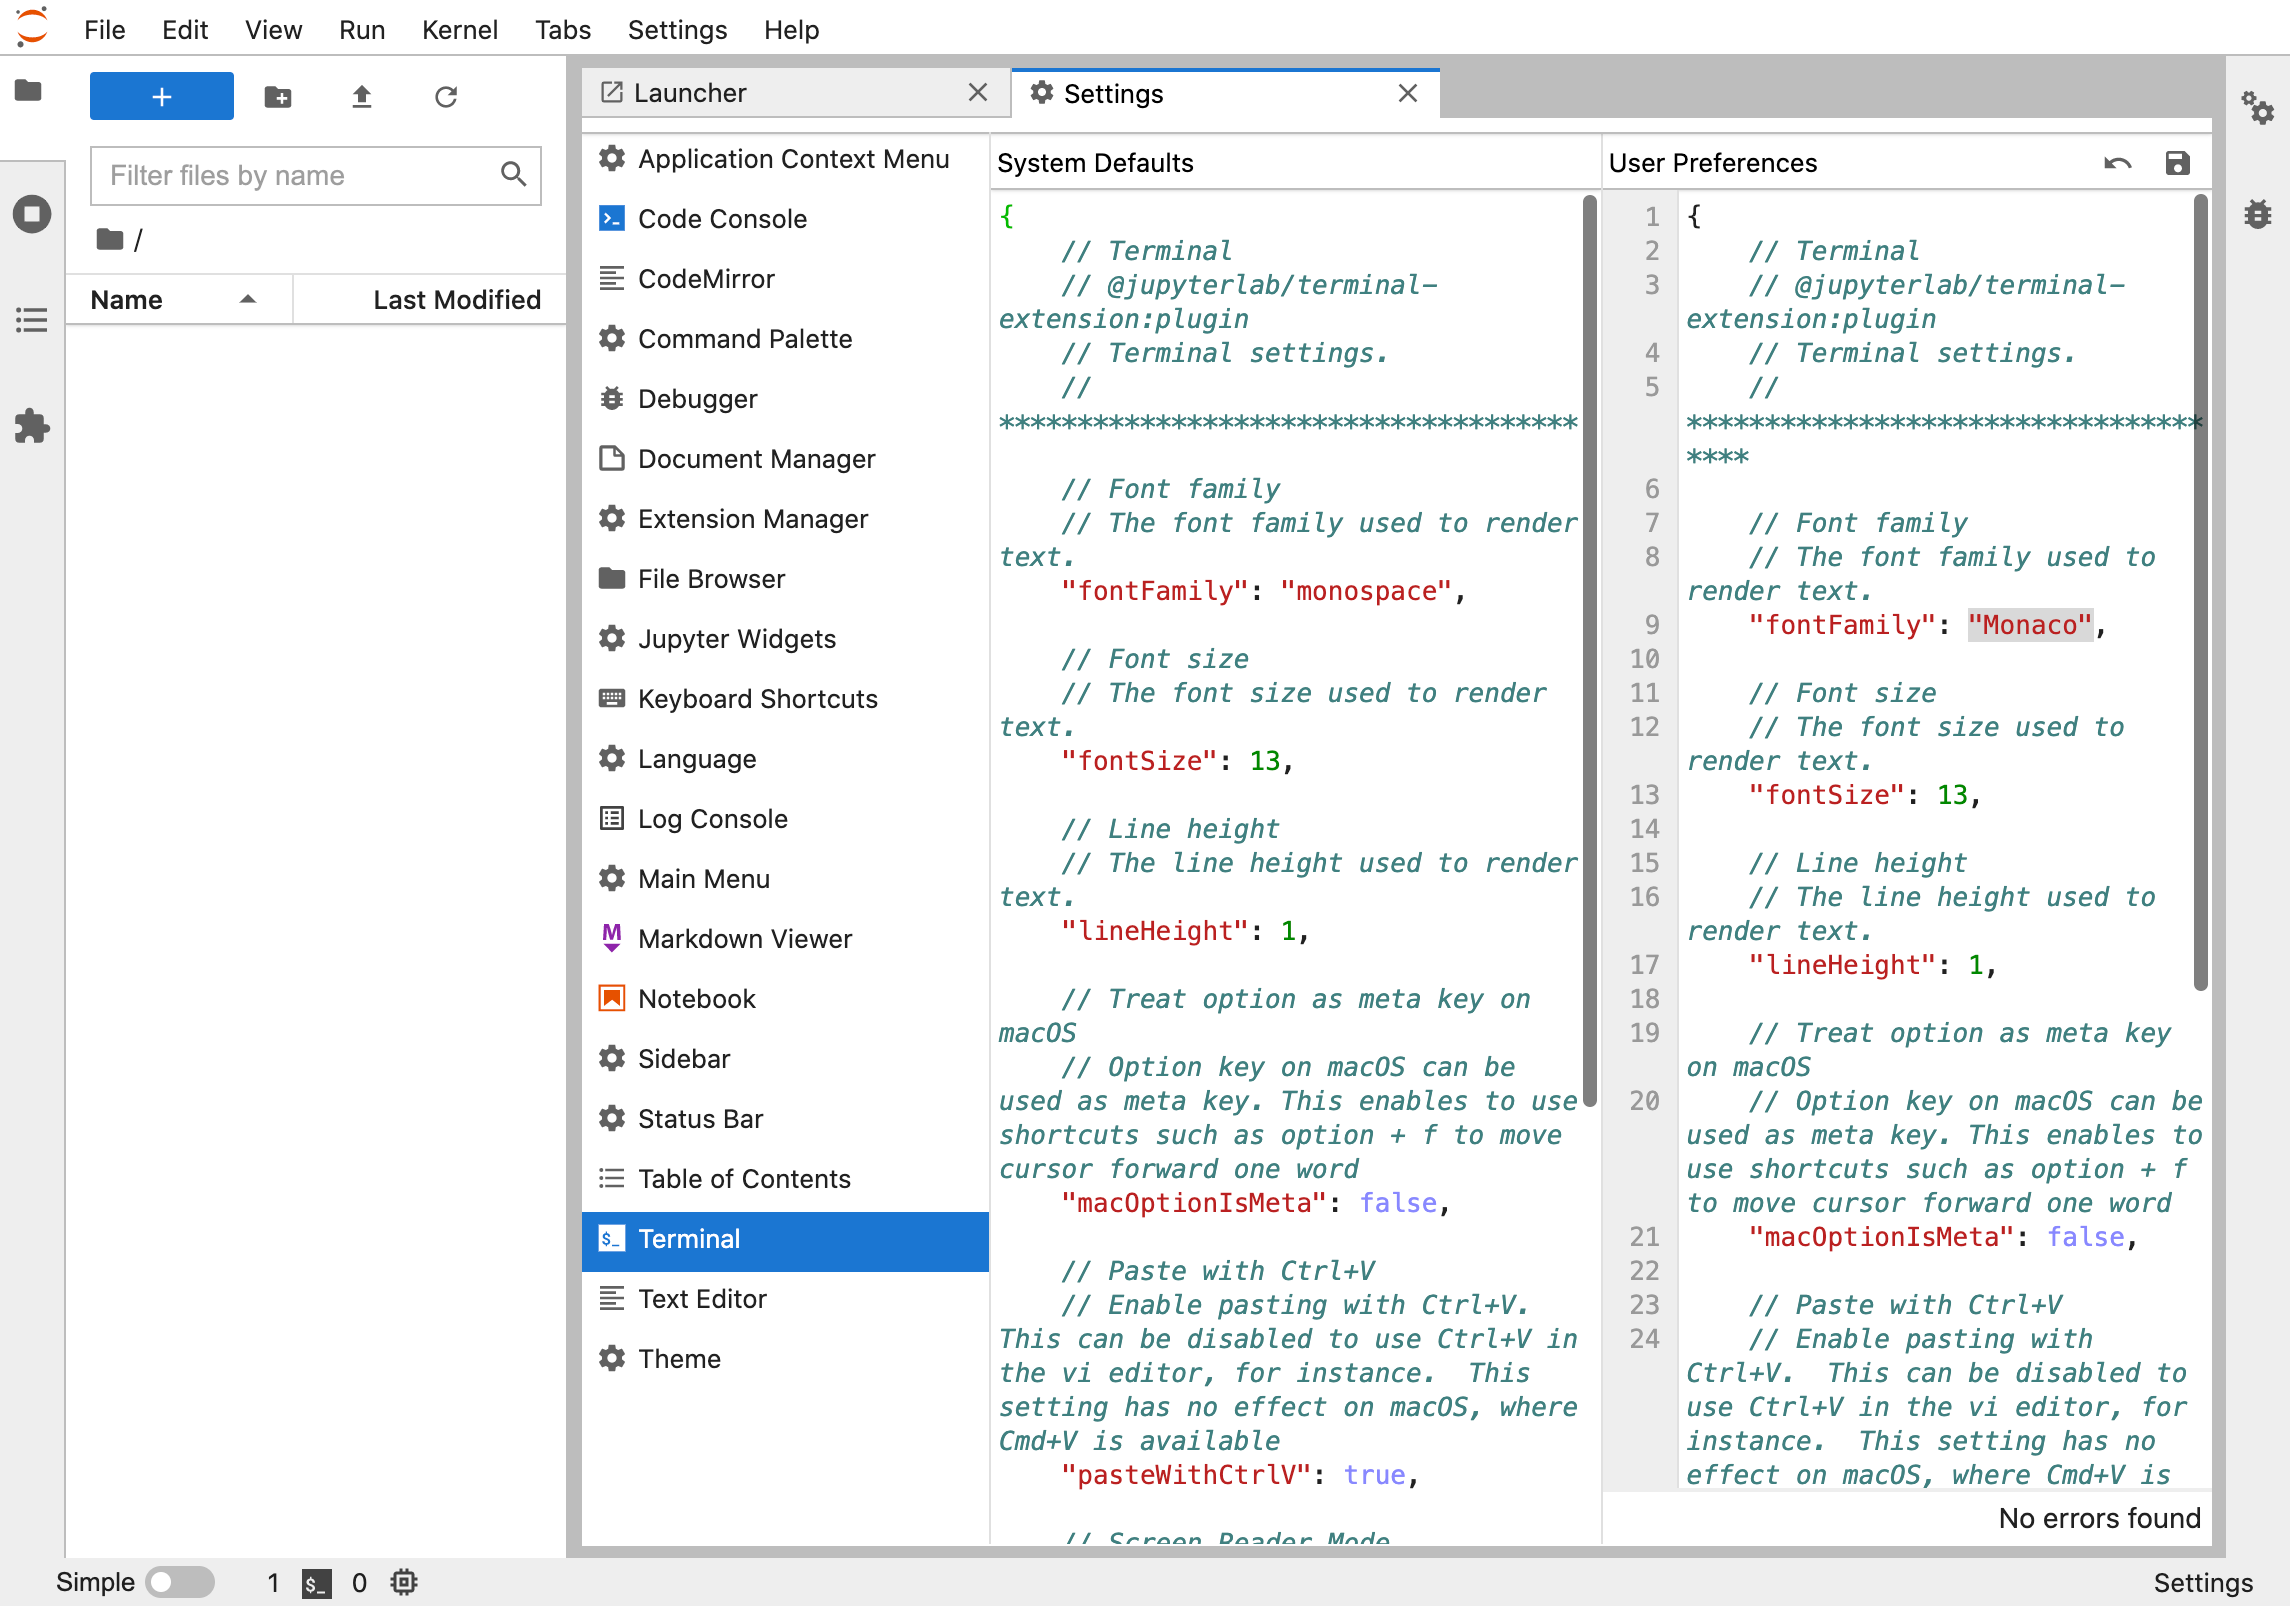 File Edit View Run Kernel Tabs Settings Help
Filter files by name
/
Name Last Modified
Launcher
Settings
Application Context Menu
Code Console
CodeMirror
Command Palette
Debugger
Document Manager
Extension Manager
File Browser
Jupyter Widgets
Keyboard Shortcuts
Language
Log Console
Main Menu
Markdown Viewer
Notebook
Sidebar
Status Bar
Table of Contents
Terminal
Text Editor
Theme
System Defaults
{
// Terminal
// @jupyterlab/terminal-
extension:plugin
// Terminal settings.
//
*************************************
// Font family
// The font family used to render
text.
"fontFamily": "monospace",
// Font size
// The font size used to render
text.
"fontSize": 13,
// Line height
// The line height used to render
text.
"lineHeight": 1,
// Treat option as meta key on
macOS
// Option key on macOS can be
used as meta key. This enables to use
shortcuts such as option + f to move
cursor forward one word
"macOptionIsMeta": false,
// Paste with Ctrl+V
// Enable pasting with Ctrl+V.
This can be disabled to use Ctrl+V in
the vi editor, for instance.  This
setting has no effect on macOS, where
Cmd+V is available
"pasteWithCtrlV": true,
// Screen Reader Mode
User Preferences
1 {
2 // Terminal
3 // @jupyterlab/terminal-
extension:plugin
4 // Terminal settings.
5 //
*********************************
****
6
7 // Font family
8 // The font family used to
render text.
9 "fontFamily": "Monaco",
10
11 // Font size
12 // The font size used to
render text.
13 "fontSize": 13,
14
15 // Line height
16 // The line height used to
render text.
17 "lineHeight": 1,
18
19 // Treat option as meta key
on macOS
20 // Option key on macOS can be
used as meta key. This enables to
use shortcuts such as option + f
to move cursor forward one word
21 "macOptionIsMeta": false,
22
23 // Paste with Ctrl+V
24 // Enable pasting with
Ctrl+V.  This can be disabled to
use Ctrl+V in the vi editor, for
instance.  This setting has no
effect on macOS, where Cmd+V is
No errors found
Simple 1 $_ 0 Settings